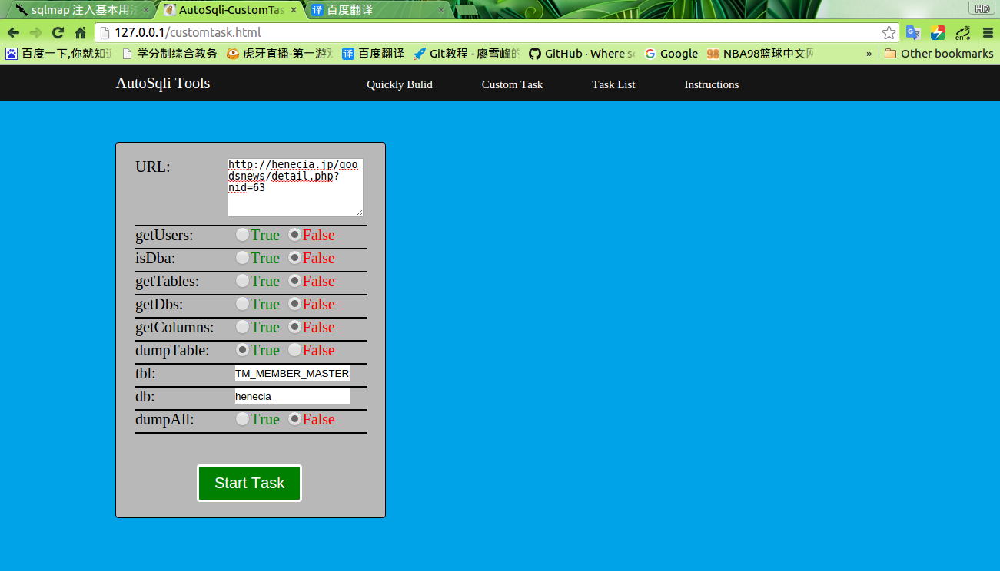 sqlmap 注入基本用
AutoSqli-CustomTas
百度翻译
HD
127.0.0.1/customtask.html
百度一下,你就知
学分制综合教务
虎牙直播-第一游
百度翻译
Git教程 - 廖雪峰的
GitHub · Where s
Google
NBA98篮球中文网
»
Other bookmarks
AutoSqli Tools
Quickly Bulid
Custom Task
Task List
Instructions
URL:
http://henecia.jp/goo
dsnews/detail.php?
nid=63
getUsers: True False
isDba: True False
getTables: True False
getDbs: True False
getColumns: True False
dumpTable: True False
tbl: TM_MEMBER_MASTER
db: henecia
dumpAll: True False
Start Task